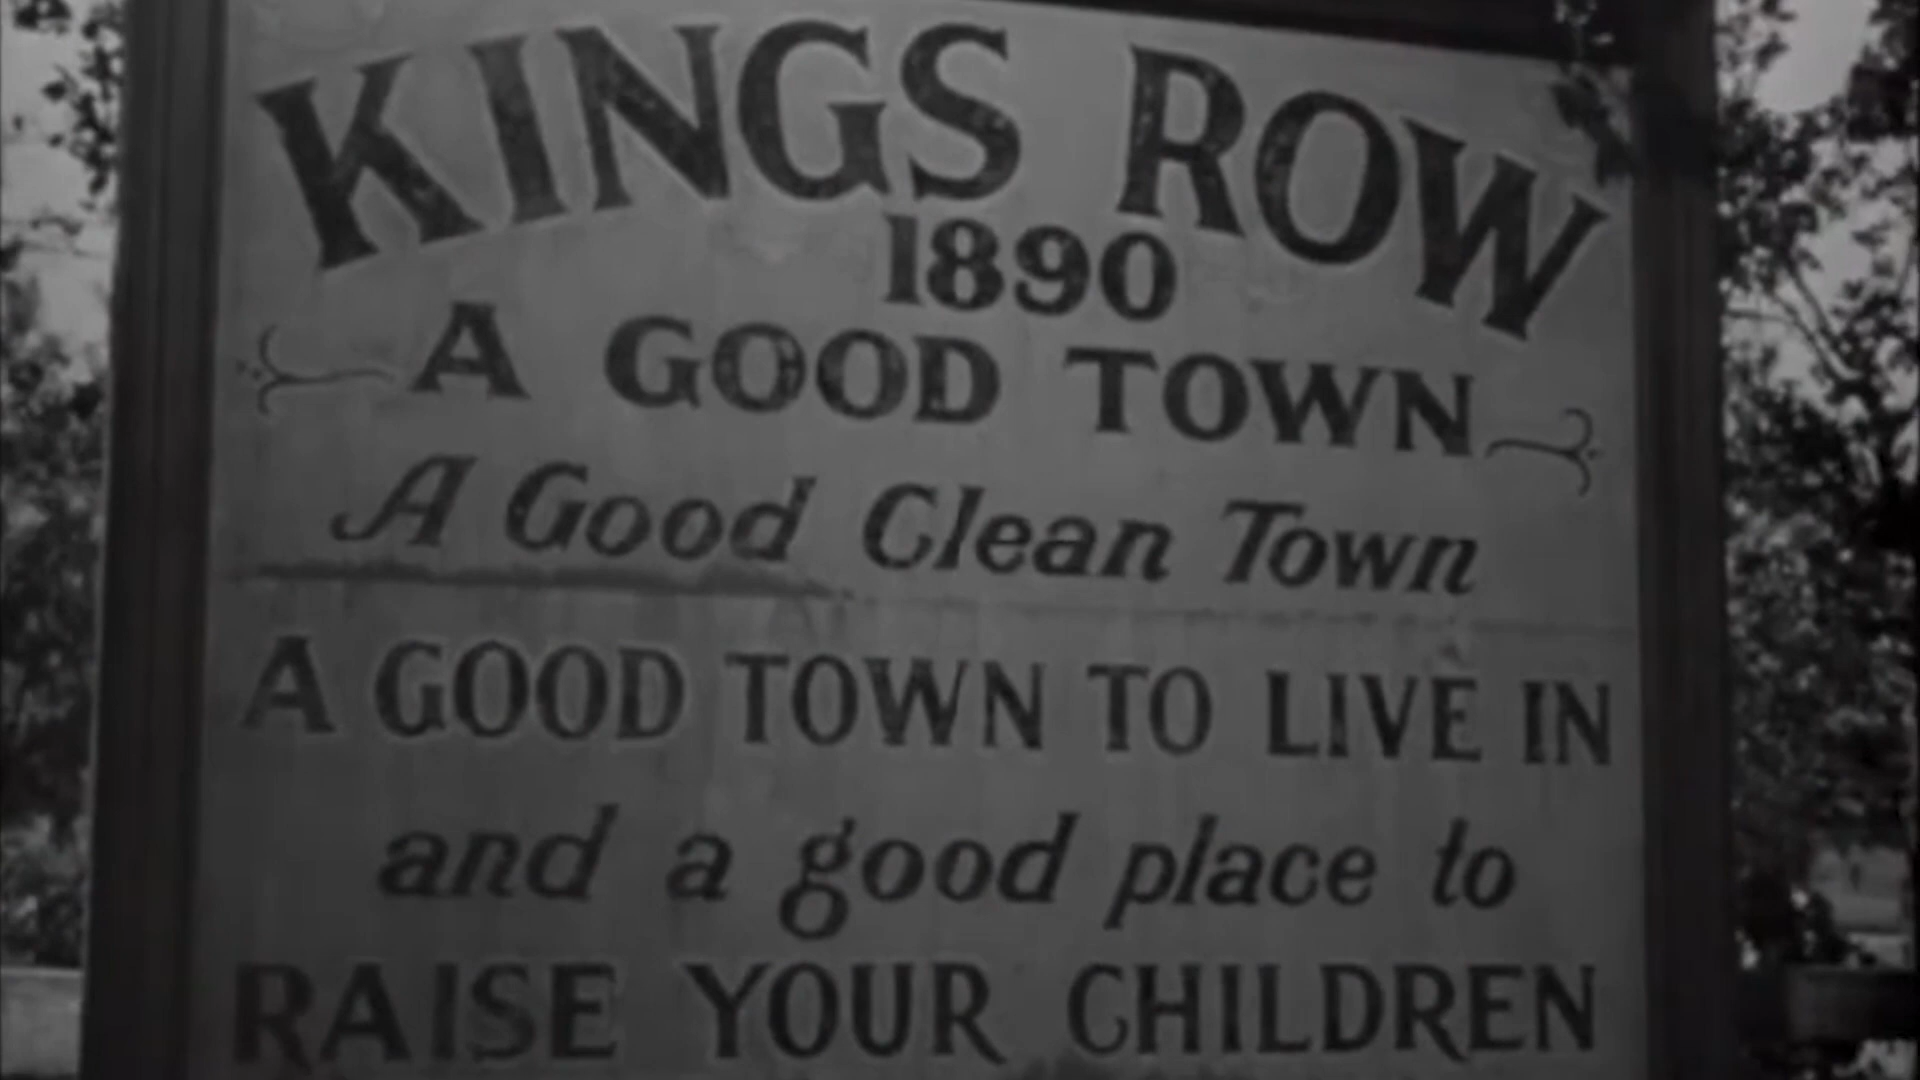 KINGS ROW
1890
A GOOD TOWN
A Good Clean Town
A GOOD TOWN TO LIVE IN
and a good place to
RAISE YOUR CHILDREN